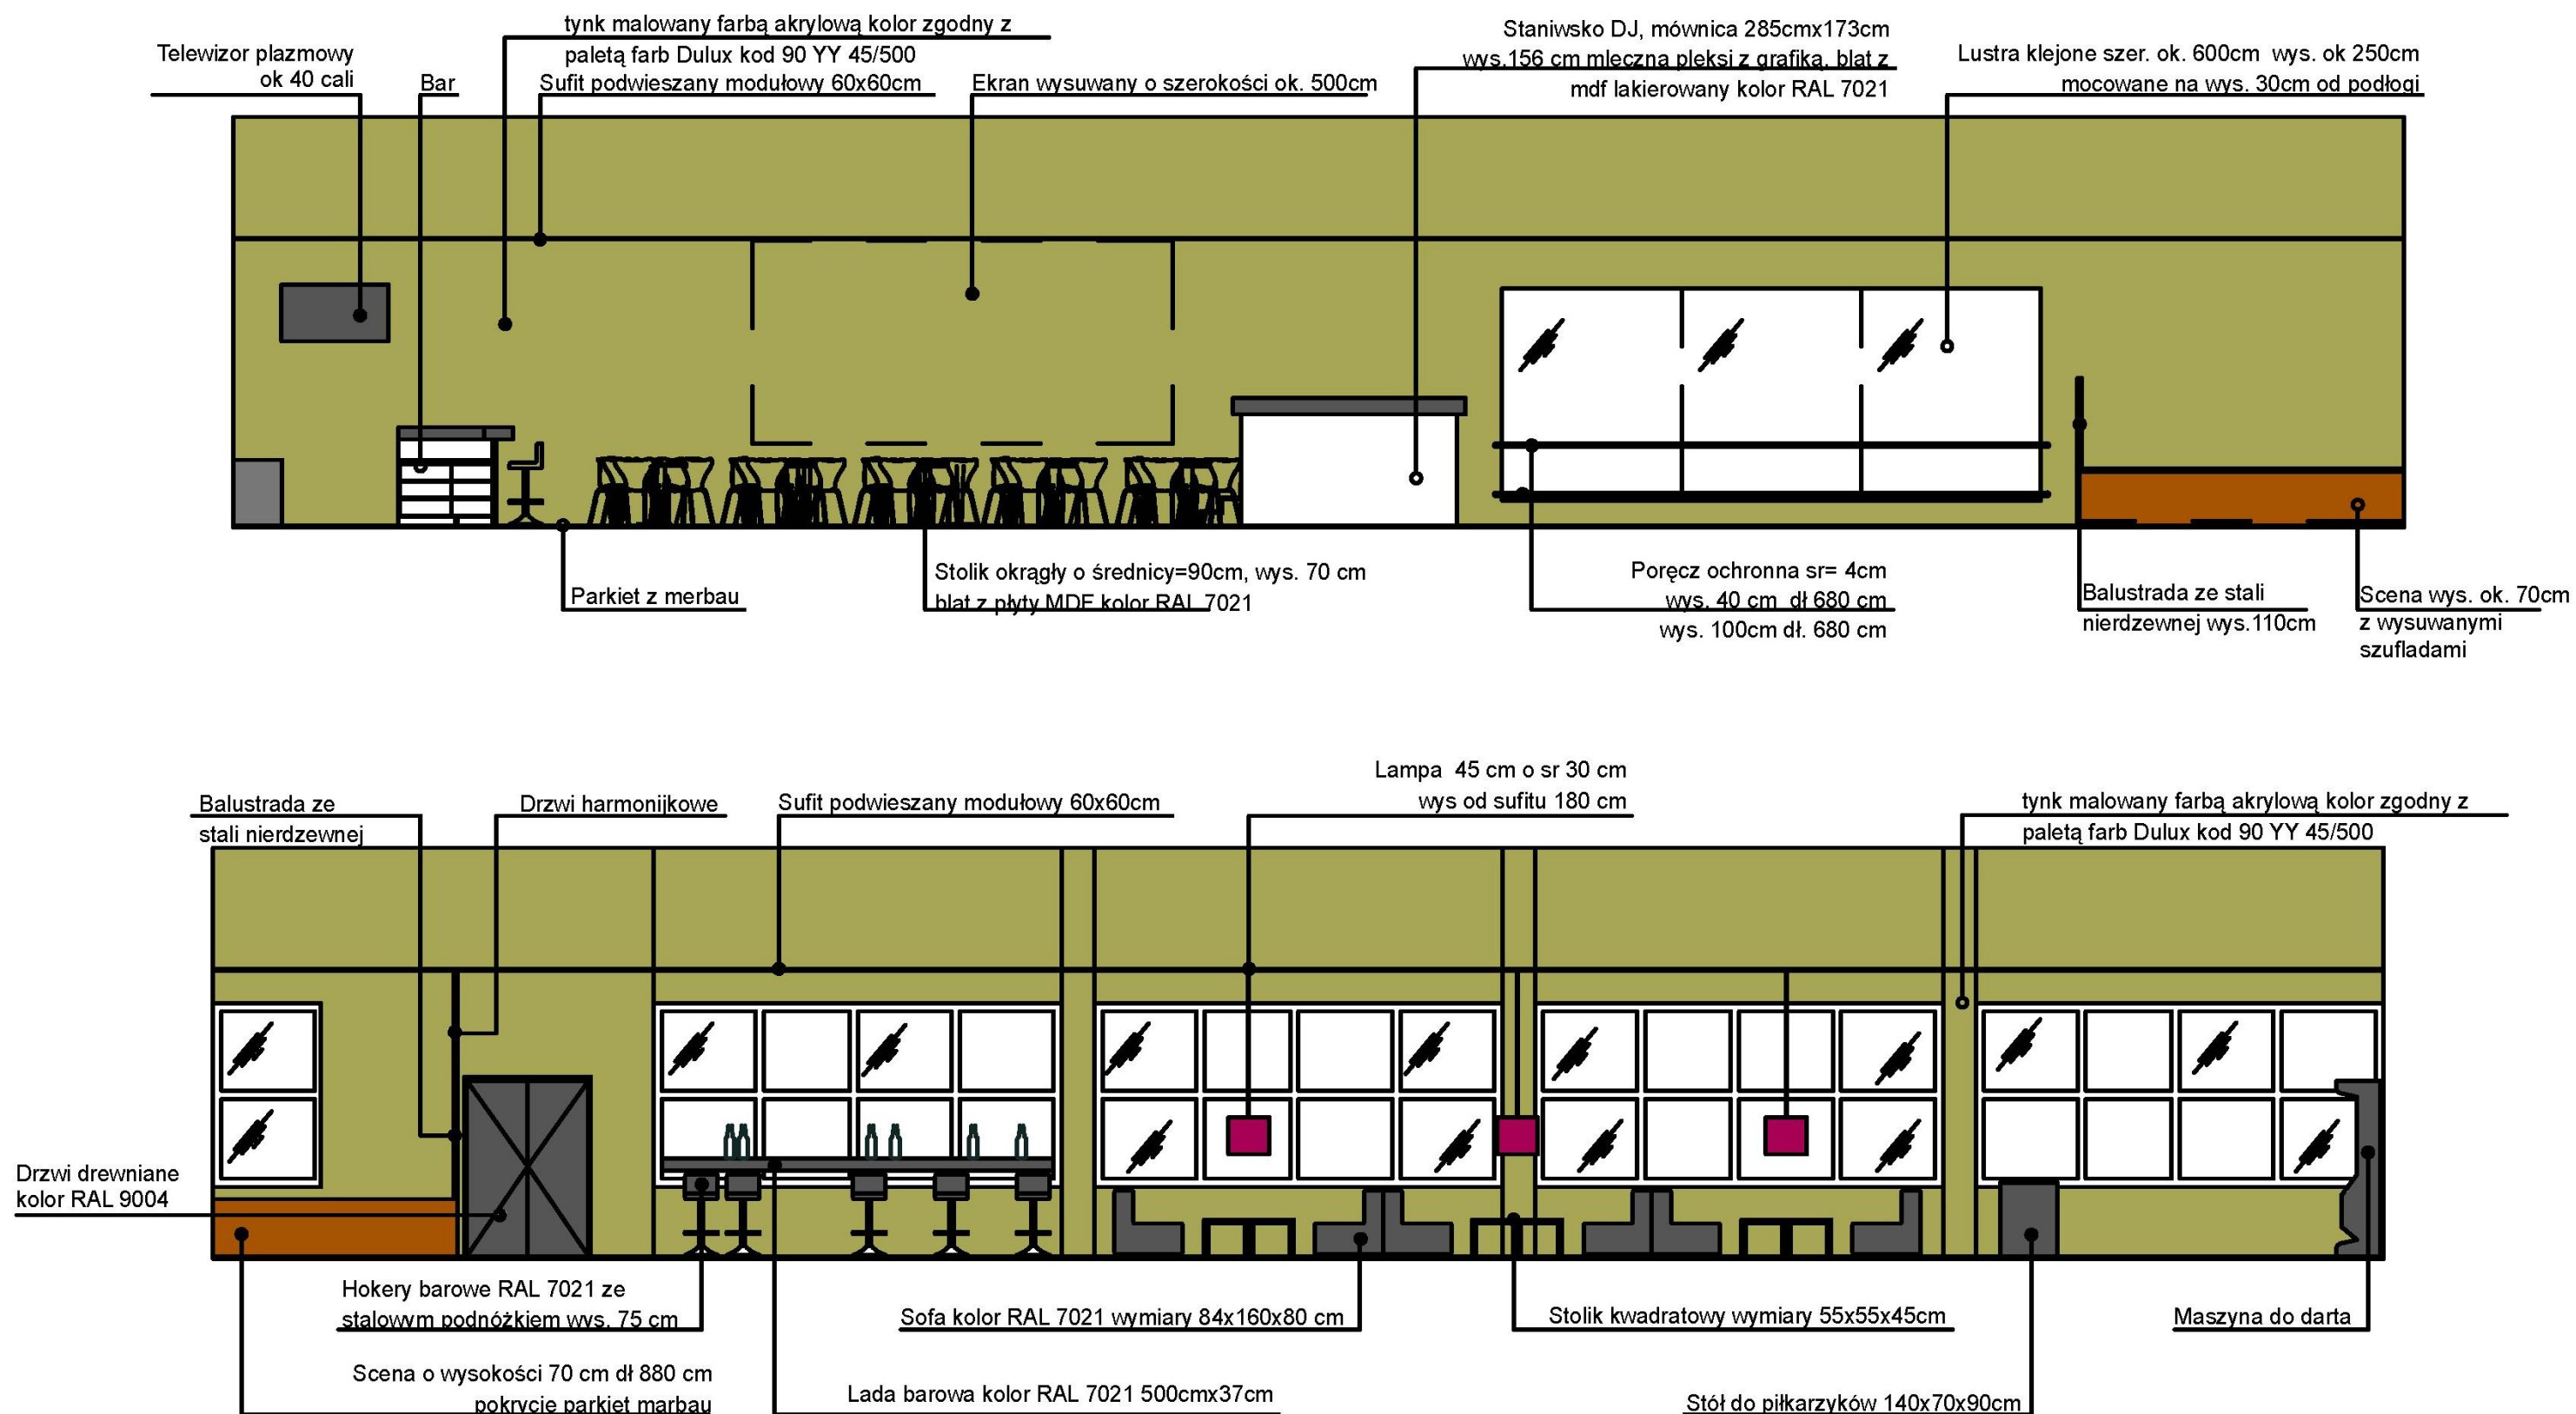 Telewizor plazmowy
ok 40 cali
Bar
tynk malowany farbą akrylową kolor zgodny z
paletą farb Dulux kod 90 YY 45/500
Sufit podwieszany modułowy 60x60cm
Ekran wysuwany o szerokości ok. 500cm
Staniwsko DJ, mównica 285cmx173cm
wys.156 cm mleczna pleksi z grafiką, blat z
mdf lakierowany kolor RAL 7021
Lustra klejone szer. ok. 600cm wys. ok 250cm
mocowane na wys. 30cm od podłogi
Parkiet z merbau
Stolik okrągły o średnicy=90cm, wys. 70 cm
blat z płyty MDF kolor RAL 7021
Poręcz ochronna sr= 4cm
wys. 40 cm dł 680 cm
wys. 100cm dł. 680 cm
Balustrada ze stali
nierdzewnej wys.110cm
Scena wys. ok. 70cm
z wysuwanymi
szufladami
Balustrada ze
stali nierdzewnej
Drzwi harmonijkowe
Sufit podwieszany modułowy 60x60cm
Lampa 45 cm o sr 30 cm
wys od sufitu 180 cm
tynk malowany farbą akrylową kolor zgodny z
paletą farb Dulux kod 90 YY 45/500
Drzwi drewniane
kolor RAL 9004
Hokery barowe RAL 7021 ze
stalowym podnóżkiem wys. 75 cm
Sofa kolor RAL 7021 wymiary 84x160x80 cm
Stolik kwadratowy wymiary 55x55x45cm
Maszyna do darta
Scena o wysokości 70 cm dł 880 cm
pokrycie parkiet marbau
Lada barowa kolor RAL 7021 500cmx37cm
Stół do piłkarzyków 140x70x90cm